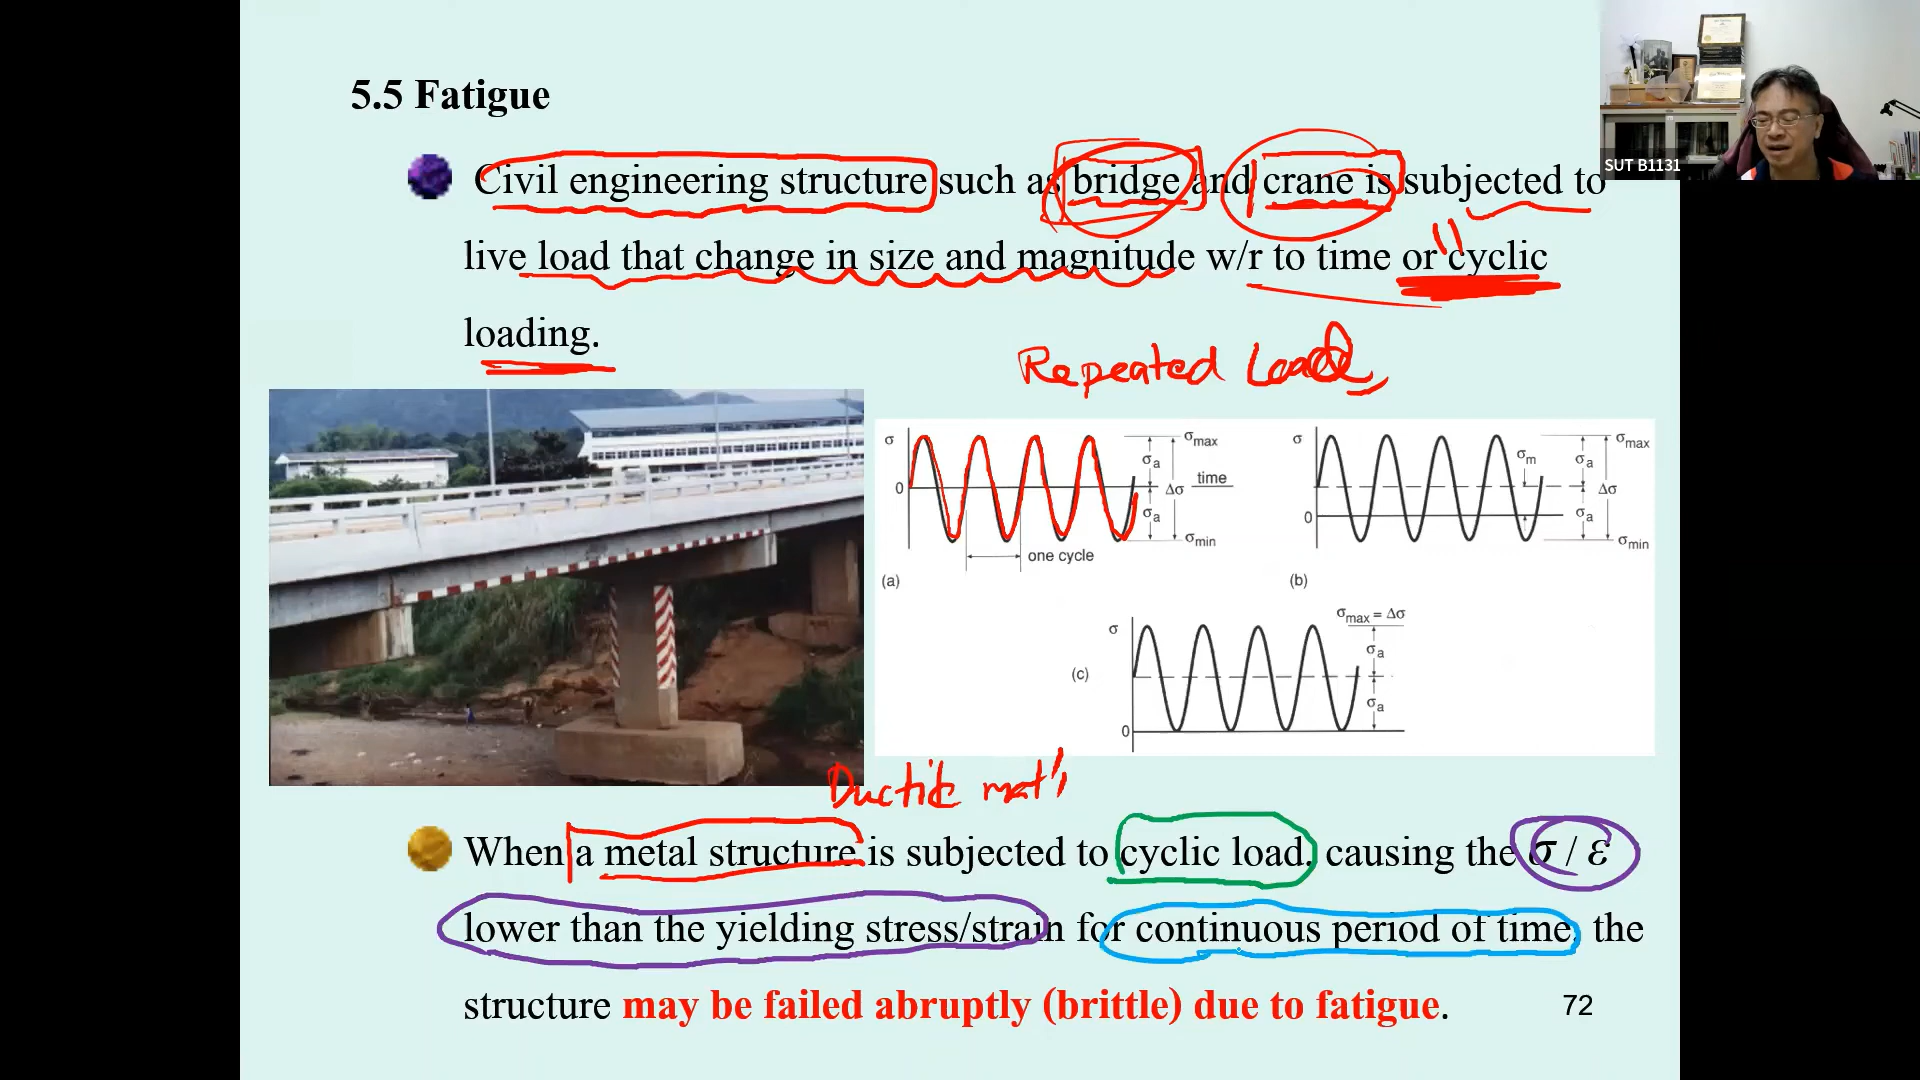 5.5 Fatigue
SUT B1131
Civil engineering structure such as bridge and crane is subjected to
live load that change in size and magnitude w/r to time or cyclic
loading.
Repeated Load
σ
σmax
σa
0
time
Δσ
σa
one cycle
σmin
(a)
σ
σm
σmax
σa
Δσ
0
σa
σmin
(b)
σmax = Δσ
σ
σa
(c)
σa
0
Ductile mat'l
When a metal structure is subjected to cyclic load, causing the σ / ε
lower than the yielding stress/strain for continuous period of time, the
structure may be failed abruptly (brittle) due to fatigue.
72